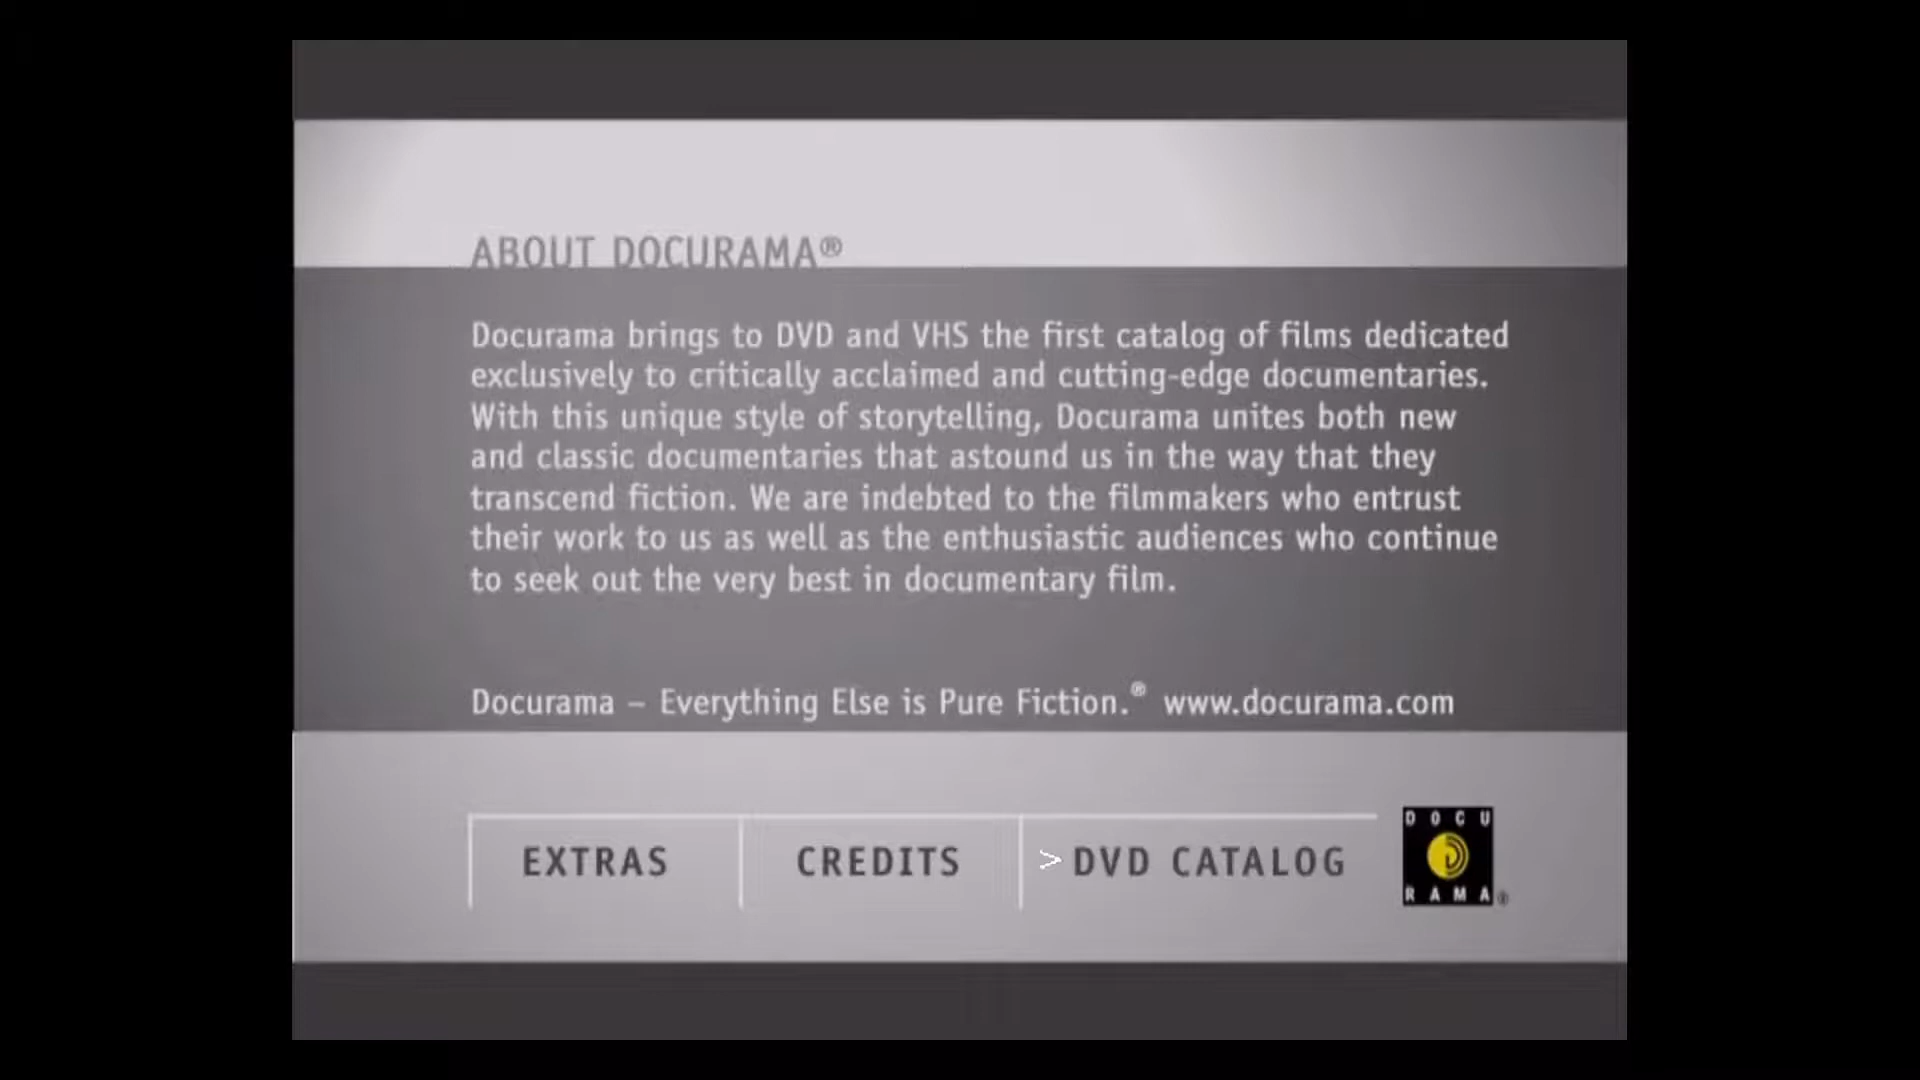 ABOUT DOCURAMA®
Docurama brings to DVD and VHS the first catalog of films dedicated
exclusively to critically acclaimed and cutting-edge documentaries.
With this unique style of storytelling, Docurama unites both new
and classic documentaries that astound us in the way that they
transcend fiction. We are indebted to the filmmakers who entrust
their work to us as well as the enthusiastic audiences who continue
to seek out the very best in documentary film.
Docurama – Everything Else is Pure Fiction.® www.docurama.com
EXTRAS
CREDITS
> DVD CATALOG
DOCU
RAMA®